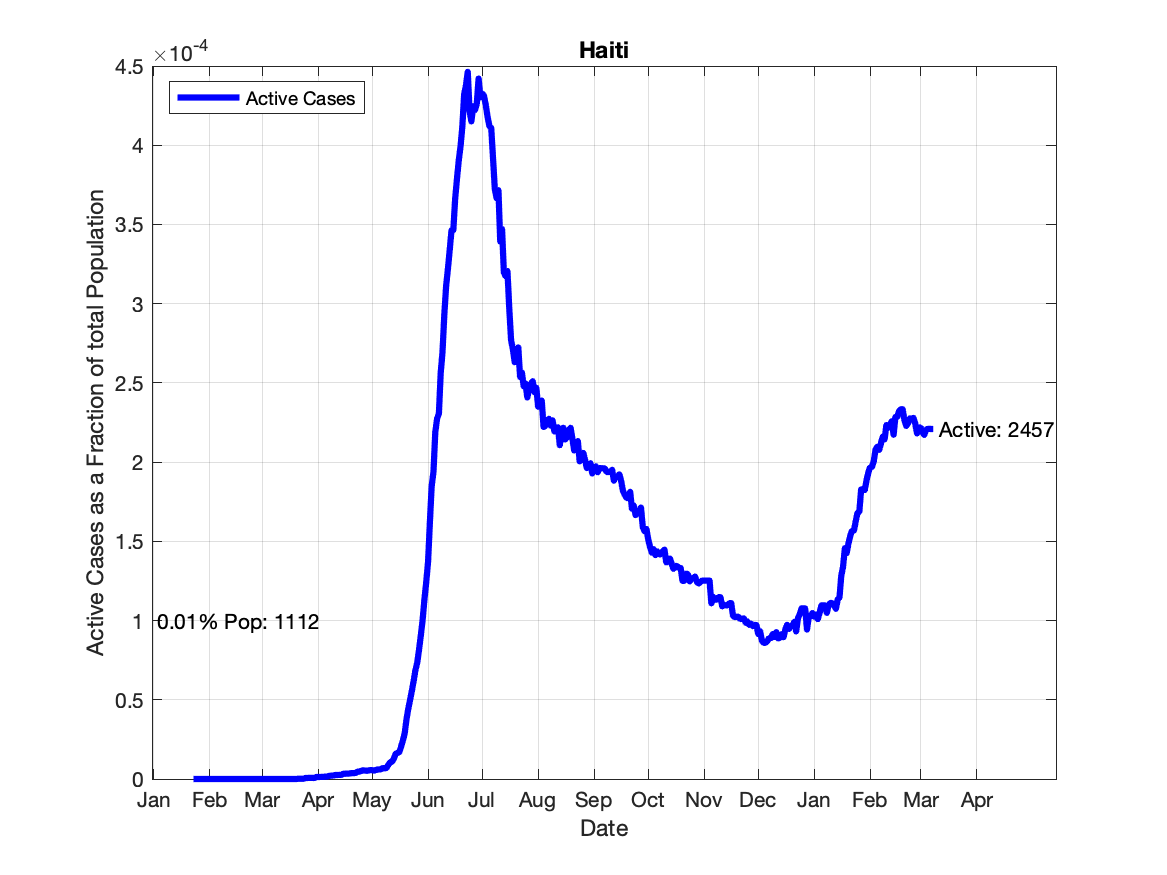 Haiti
×10-4
4.5
4
3.5
3
2.5
2
1.5
1
0.5
0
Active Cases as a Fraction of total Population
Active Cases
0.01% Pop: 1112
Active: 2457
Jan Feb Mar Apr May Jun Jul Aug Sep Oct Nov Dec Jan Feb Mar Apr
Date